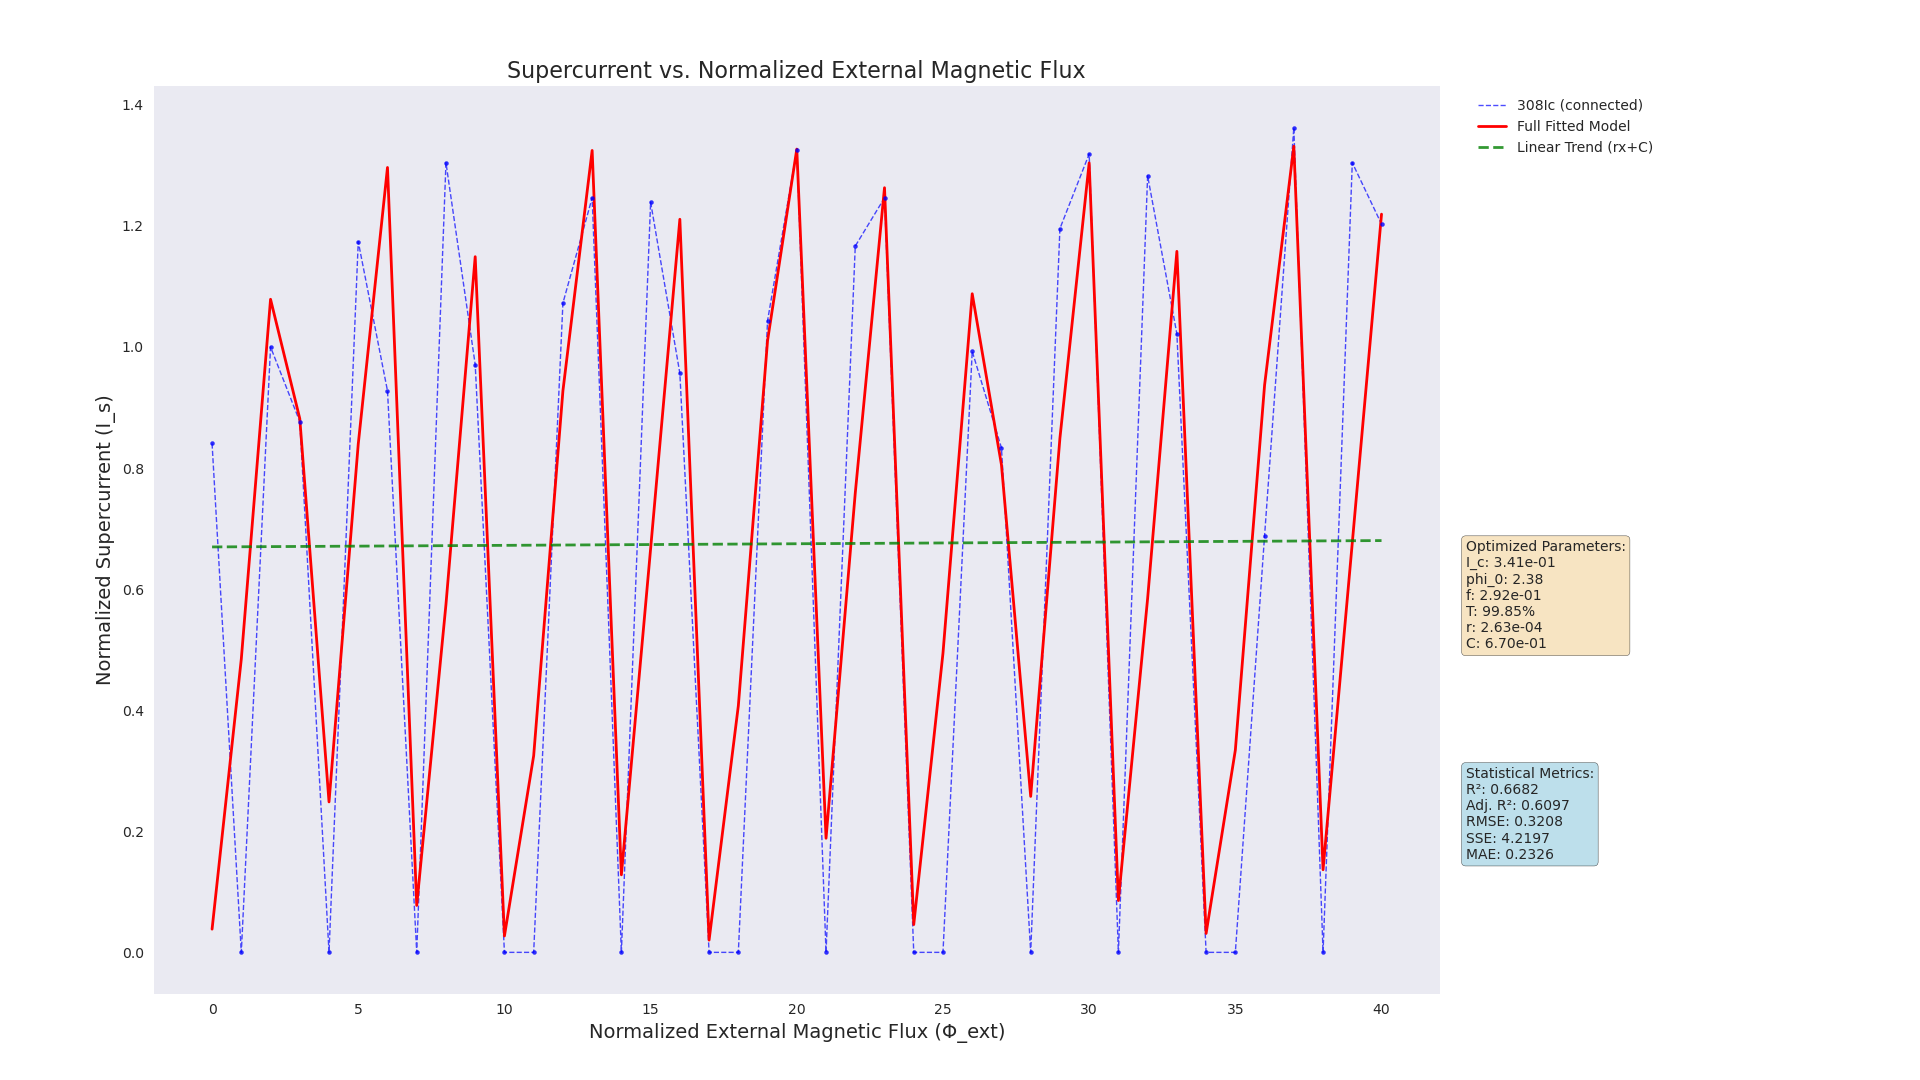 Supercurrent vs. Normalized External Magnetic Flux
Normalized Supercurrent (I_s)
1.4
1.2
1.0
0.8
0.6
0.4
0.2
0.0
0 5 10 15 20 25 30 35 40
Normalized External Magnetic Flux (Φ_ext)
308Ic (connected)
Full Fitted Model
Linear Trend (rx+C)
Optimized Parameters:
I_c: 3.41e-01
phi_0: 2.38
f: 2.92e-01
T: 99.85%
r: 2.63e-04
C: 6.70e-01
Statistical Metrics:
R²: 0.6682
Adj. R²: 0.6097
RMSE: 0.3208
SSE: 4.2197
MAE: 0.2326